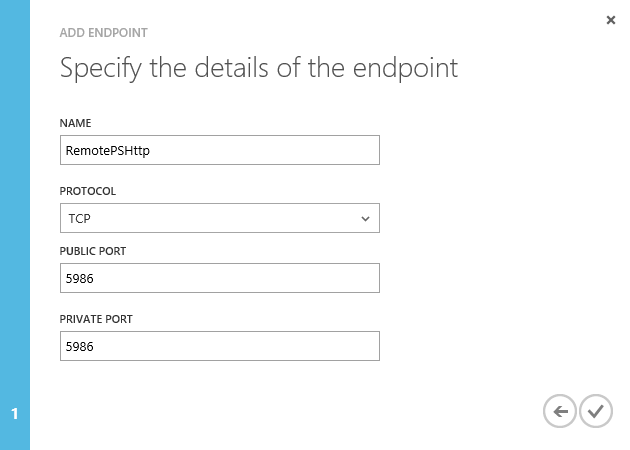 ADD ENDPOINT
Specify the details of the endpoint
NAME
RemotePSHttp
PROTOCOL
TCP
PUBLIC PORT
5986
PRIVATE PORT
5986
1